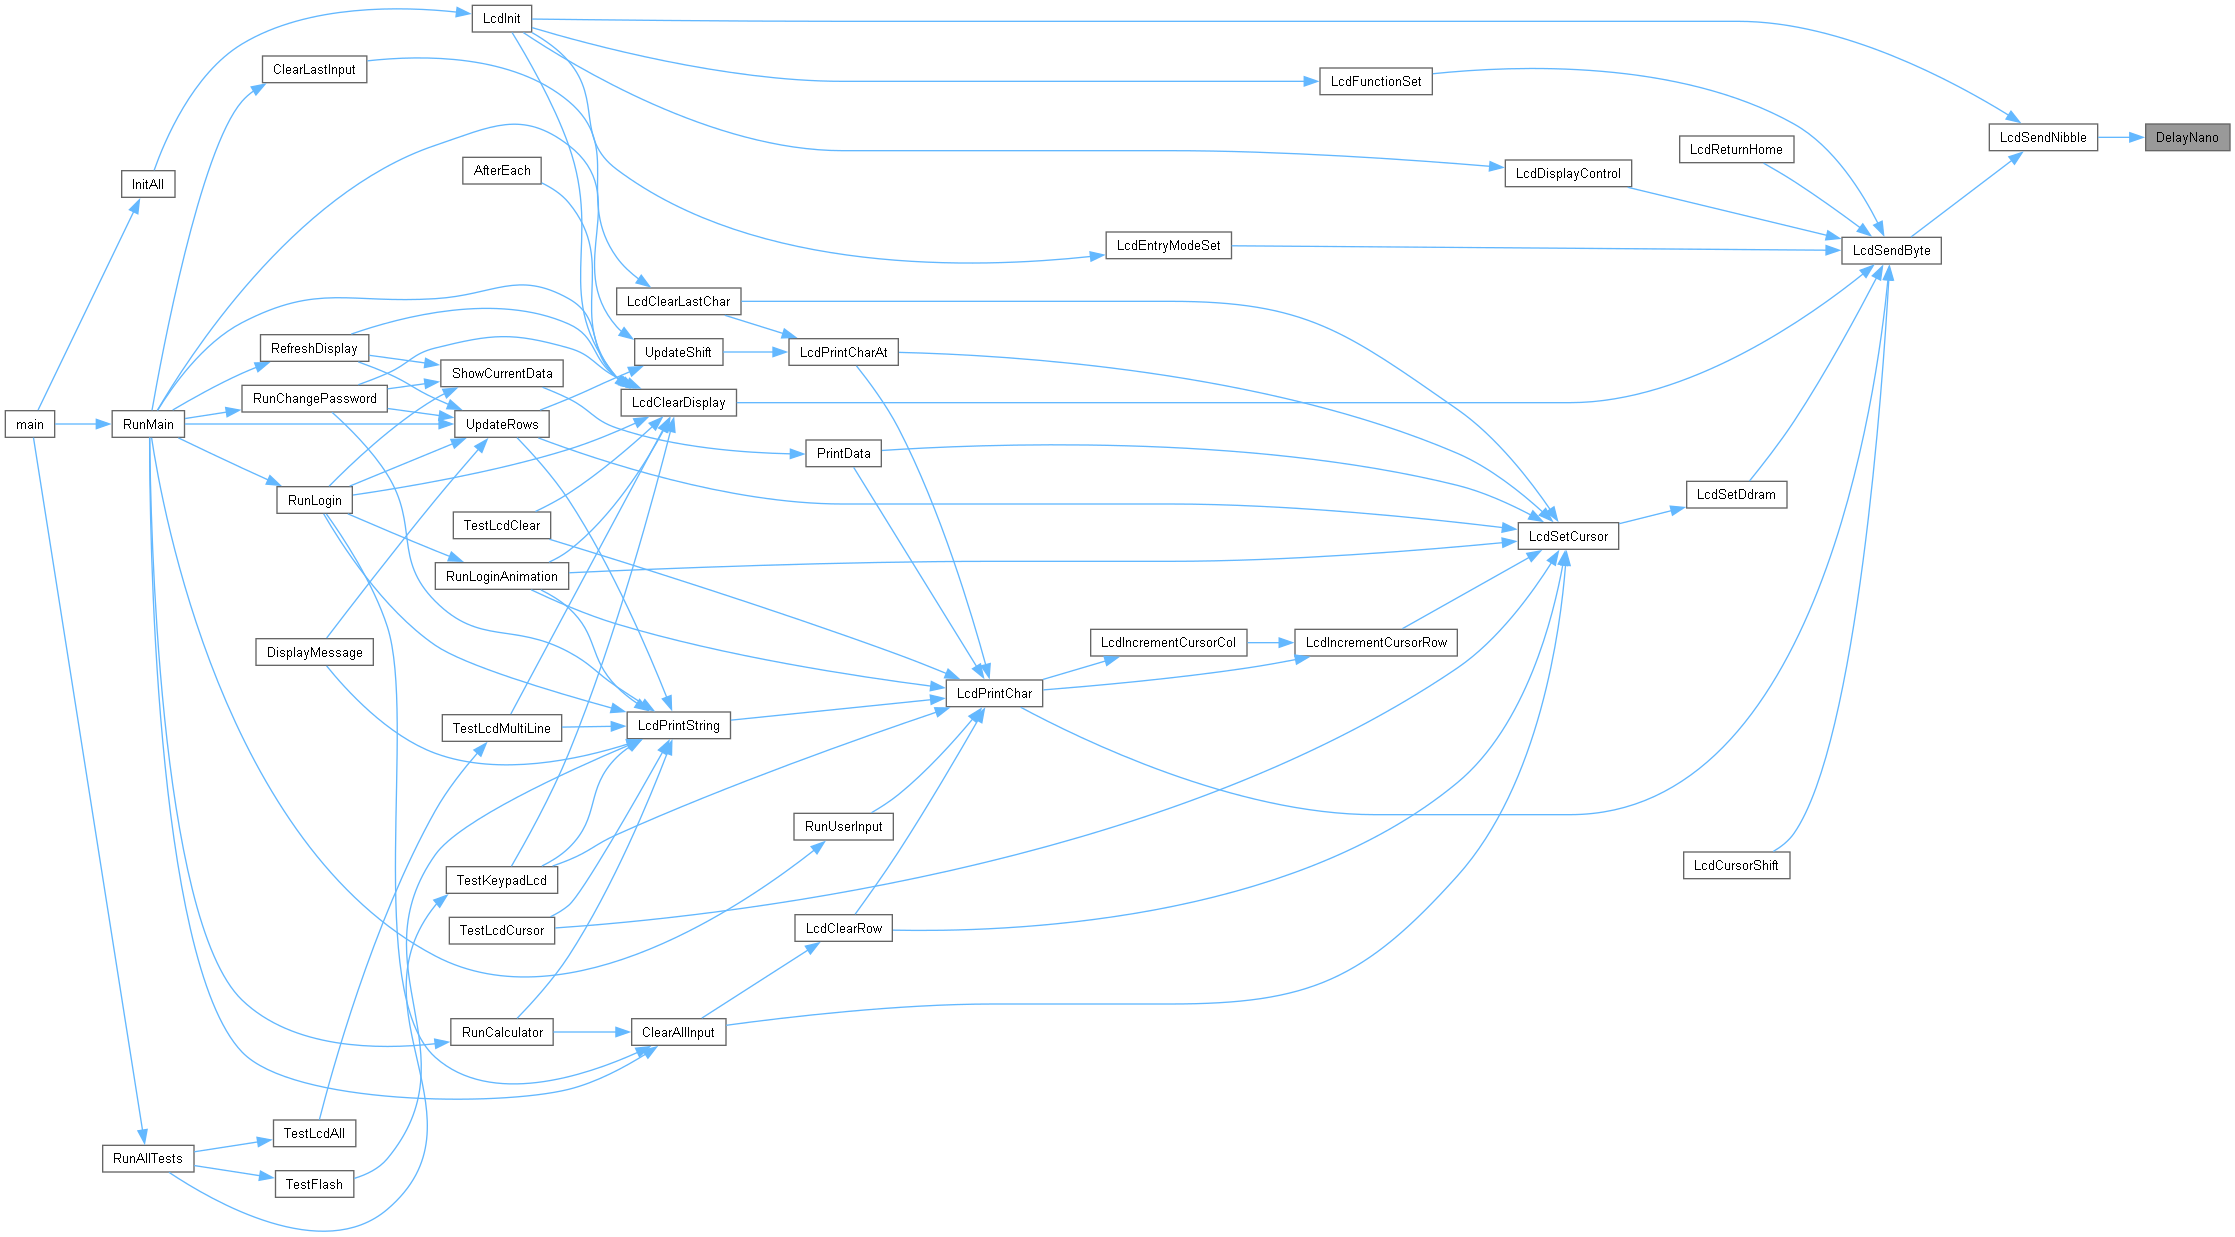 LcdInit
ClearLastInput
LcdFunctionSet
LcdSendNibble
DelayNano
LcdReturnHome
AfterEach
LcdDisplayControl
InitAll
LcdEntryModeSet
LcdSendByte
LcdClearLastChar
RefreshDisplay
UpdateShift
LcdPrintCharAt
ShowCurrentData
RunChangePassword
LcdClearDisplay
main
RunMain
UpdateRows
PrintData
RunLogin
LcdSetDdram
TestLcdClear
LcdSetCursor
RunLoginAnimation
DisplayMessage
LcdIncrementCursorCol
LcdIncrementCursorRow
LcdPrintChar
TestLcdMultiLine
LcdPrintString
RunUserInput
LcdCursorShift
TestKeypadLcd
TestLcdCursor
LcdClearRow
RunCalculator
ClearAllInput
TestLcdAll
RunAllTests
TestFlash